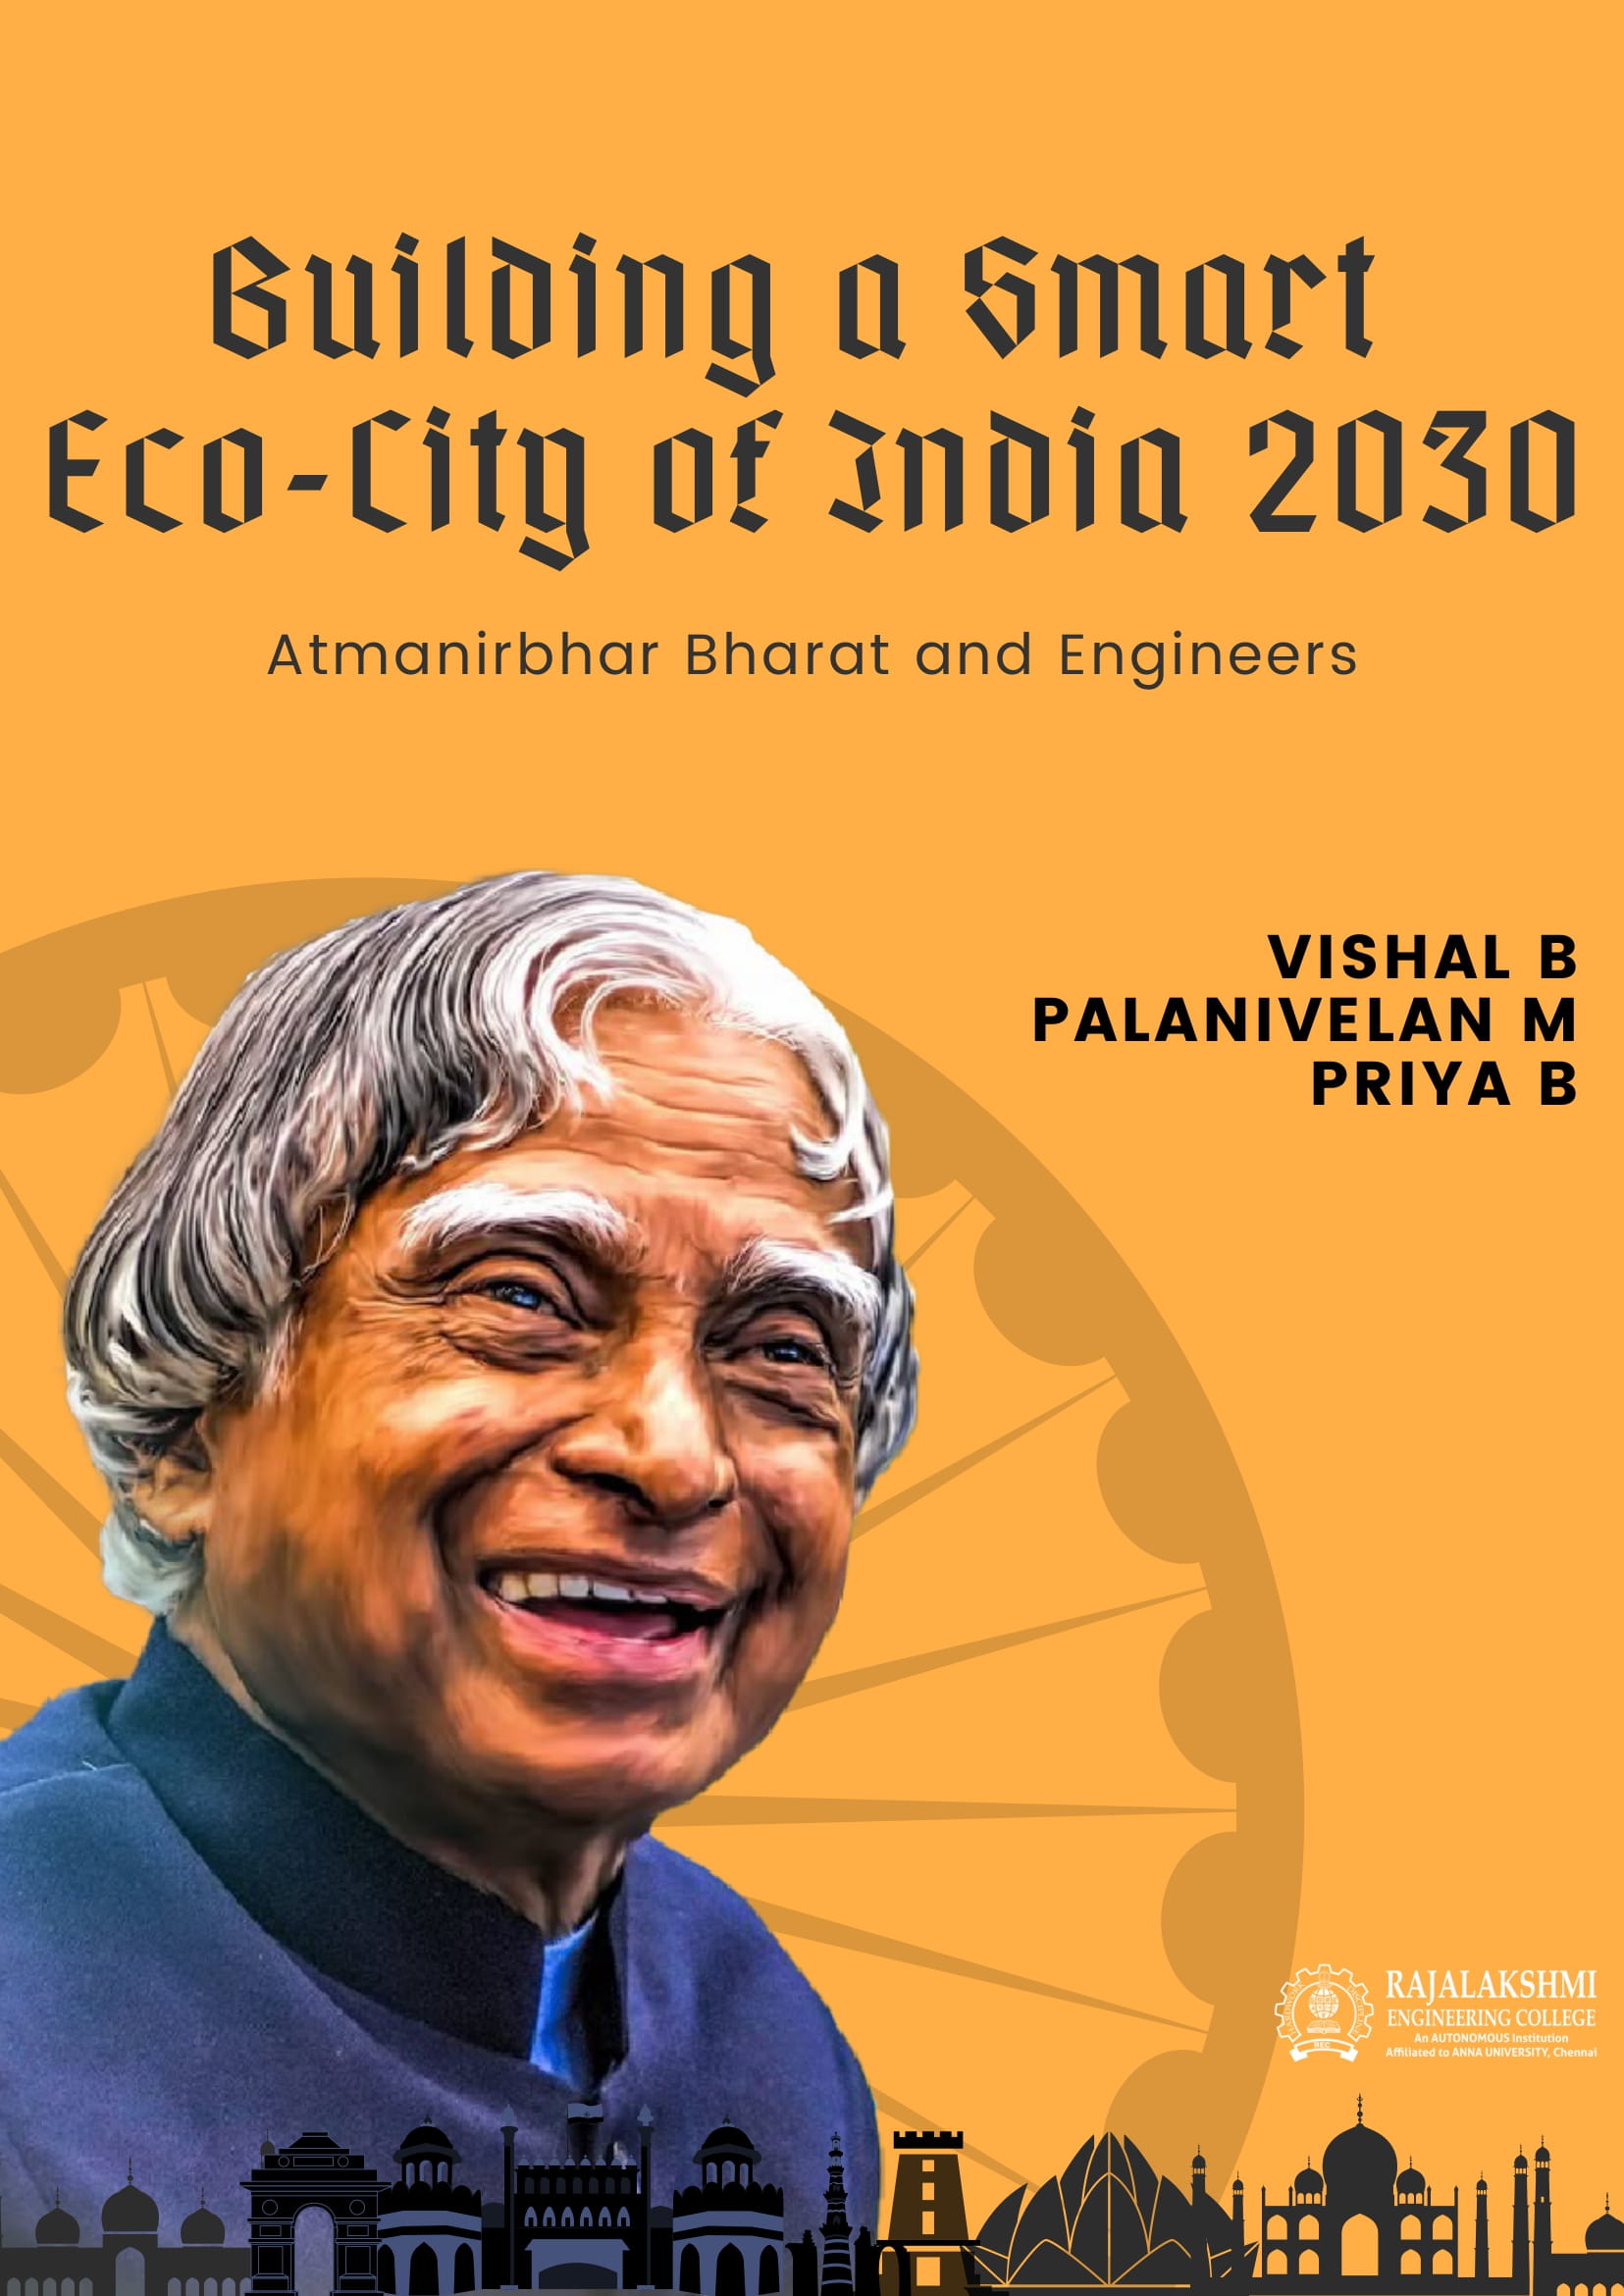 Building a Smart
Eco-City of India 2030
Atmanirbhar Bharat and Engineers
VISHAL B
PALANIVELAN M
PRIYA B
RAJALAKSHMI
ENGINEERING COLLEGE
An AUTONOMOUS Institution
Affiliated to ANNA UNIVERSITY, Chennai
REC